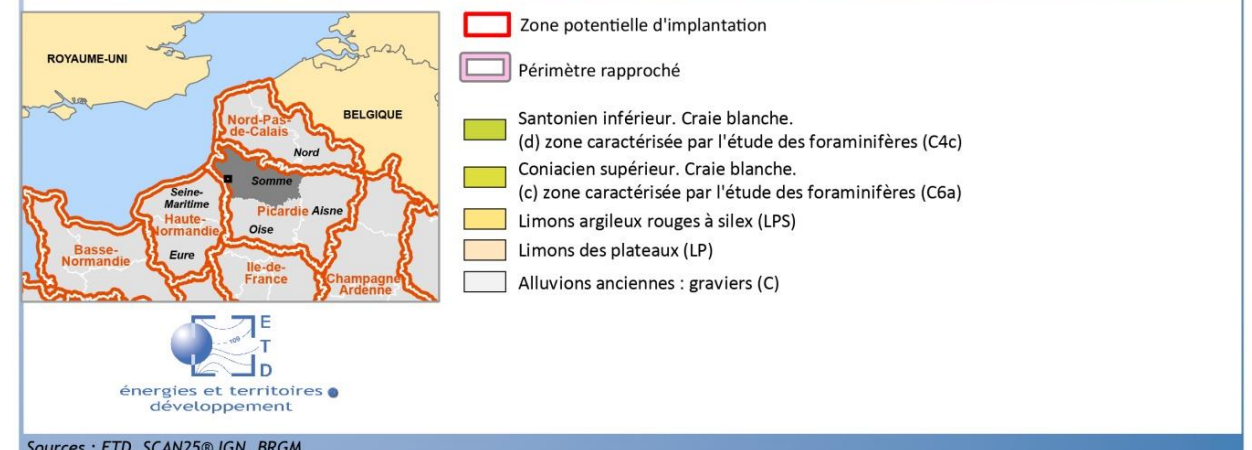 ROYAUME-UNI
BELGIQUE
Nord-Pas-
de-Calais
Nord
Somme
Seine-
Maritime
Picardie
Aisne
Haute-
Normandie
Oise
Basse-
Normandie
Eure
Ile-de-
France
Champagne
Ardenne
Zone potentielle d'implantation
Périmètre rapproché
Santonien inférieur. Craie blanche.
(d) zone caractérisée par l'étude des foraminifères (C4c)
Coniacien supérieur. Craie blanche.
(c) zone caractérisée par l'étude des foraminifères (C6a)
Limons argileux rouges à silex (LPS)
Limons des plateaux (LP)
Alluvions anciennes : graviers (C)
E
T
D
énergies et territoires
développement
Sources : ETD, SCAN25® IGN, BRGM